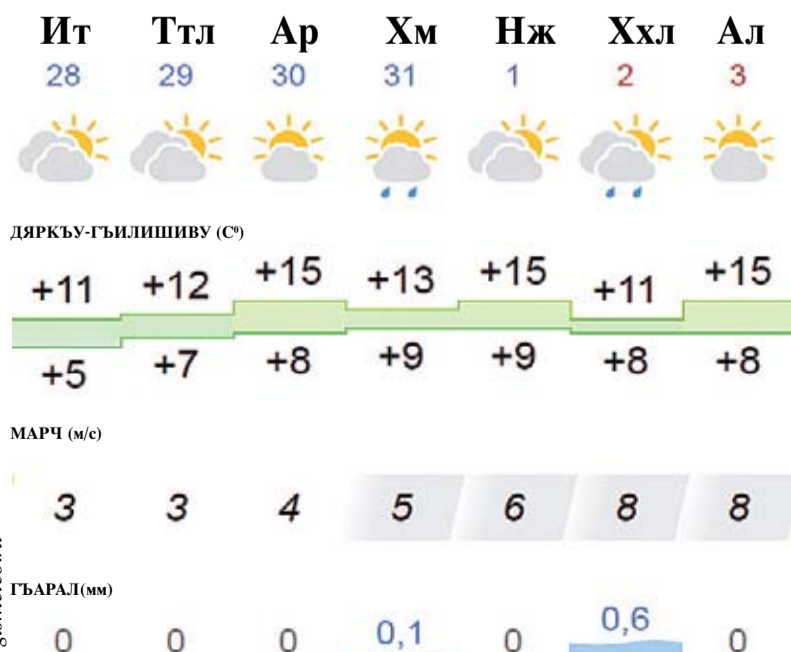 Ит Ттл Ар Хм Нж Ххл Ал
28 29 30 31 1 2 3
ДЯРКЪУ-ГЪИЛИШИВУ (С⁰)
+11 +12 +15 +13 +15 +11 +15
+5 +7 +8 +9 +9 +8 +8
МАРЧ (м/с)
3 3 4 5 6 8 8
ГЪАРАЛ(мм)
0 0 0 0,1 0 0,6 0